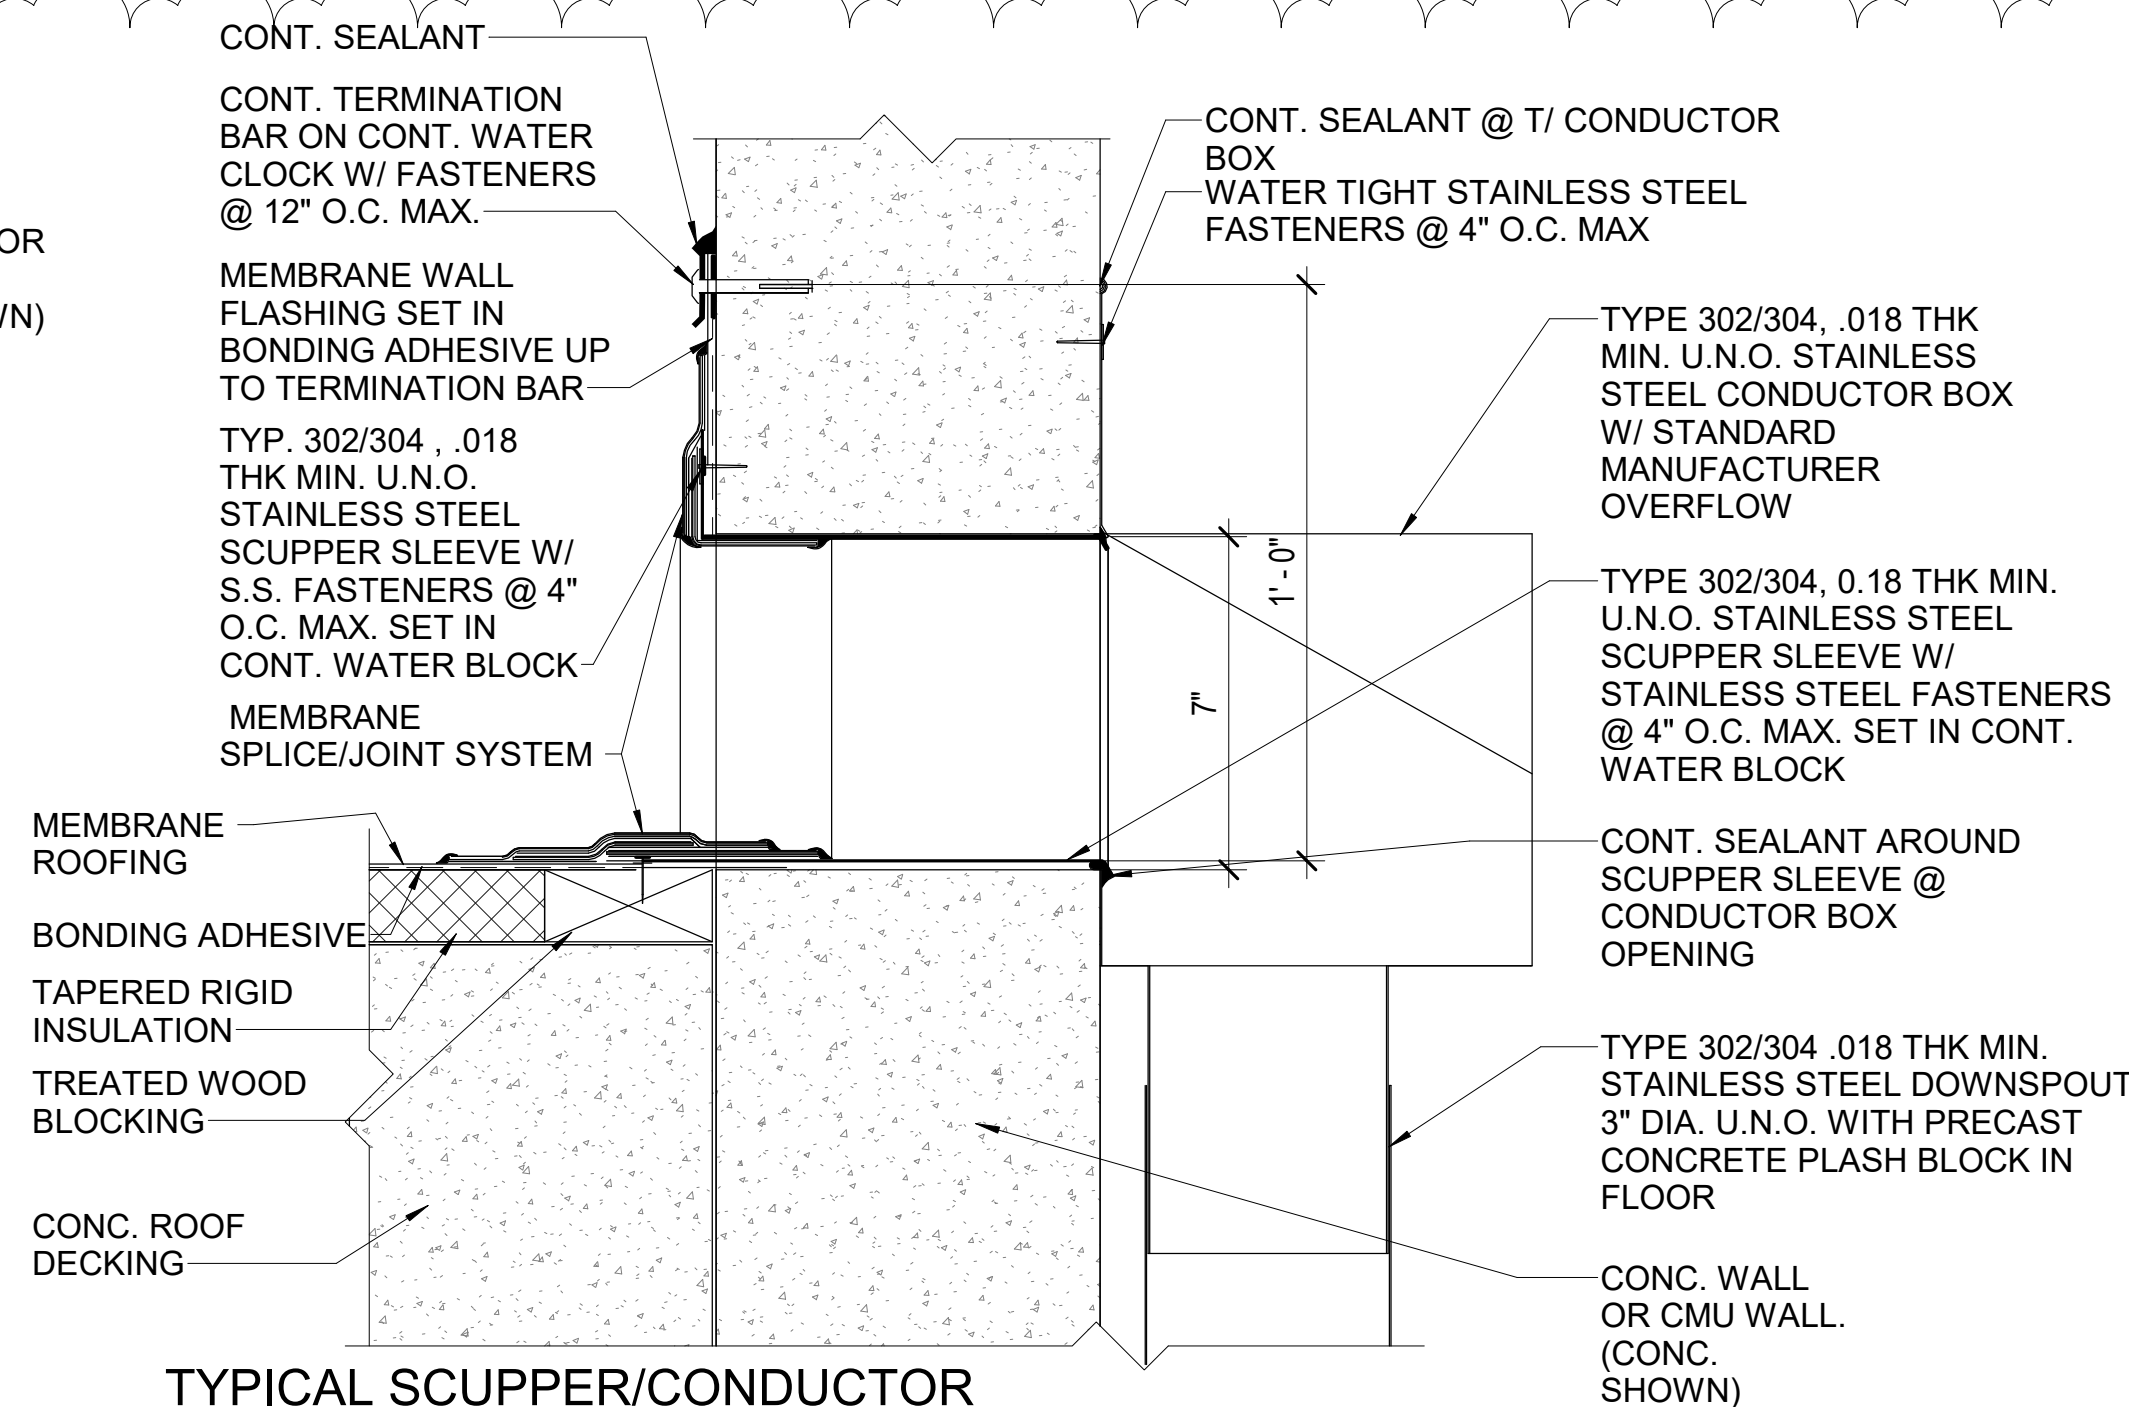 CONT. SEALANT
CONT. TERMINATION
BAR ON CONT. WATER
CLOCK W/ FASTENERS
@ 12" O.C. MAX.
OR
WN)
MEMBRANE WALL
FLASHING SET IN
BONDING ADHESIVE UP
TO TERMINATION BAR
TYP. 302/304 , .018
THK MIN. U.N.O.
STAINLESS STEEL
SCUPPER SLEEVE W/
S.S. FASTENERS @ 4"
O.C. MAX. SET IN
CONT. WATER BLOCK
MEMBRANE
SPLICE/JOINT SYSTEM
MEMBRANE
ROOFING
BONDING ADHESIVE
TAPERED RIGID
INSULATION
TREATED WOOD
BLOCKING
CONC. ROOF
DECKING
CONT. SEALANT @ T/ CONDUCTOR
BOX
WATER TIGHT STAINLESS STEEL
FASTENERS @ 4" O.C. MAX
1' - 0"
7"
TYPE 302/304, .018 THK
MIN. U.N.O. STAINLESS
STEEL CONDUCTOR BOX
W/ STANDARD
MANUFACTURER
OVERFLOW
TYPE 302/304, 0.18 THK MIN.
U.N.O. STAINLESS STEEL
SCUPPER SLEEVE W/
STAINLESS STEEL FASTENERS
@ 4" O.C. MAX. SET IN CONT.
WATER BLOCK
CONT. SEALANT AROUND
SCUPPER SLEEVE @
CONDUCTOR BOX
OPENING
TYPE 302/304 .018 THK MIN.
STAINLESS STEEL DOWNSPOUT
3" DIA. U.N.O. WITH PRECAST
CONCRETE PLASH BLOCK IN
FLOOR
CONC. WALL
OR CMU WALL.
(CONC.
SHOWN)
TYPICAL SCUPPER/CONDUCTOR